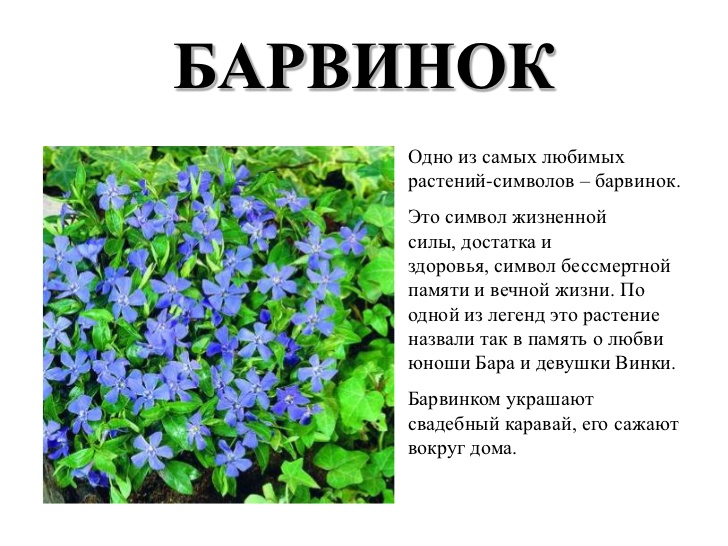 БАРВИНОК
Одно из самых любимых
растений-символов – барвинок.
Это символ жизненной
силы, достатка и
здоровья, символ бессмертной
памяти и вечной жизни. По
одной из легенд это растение
назвали так в память о любви
юноши Бара и девушки Винки.
Барвинком украшают
свадебный каравай, его сажают
вокруг дома.